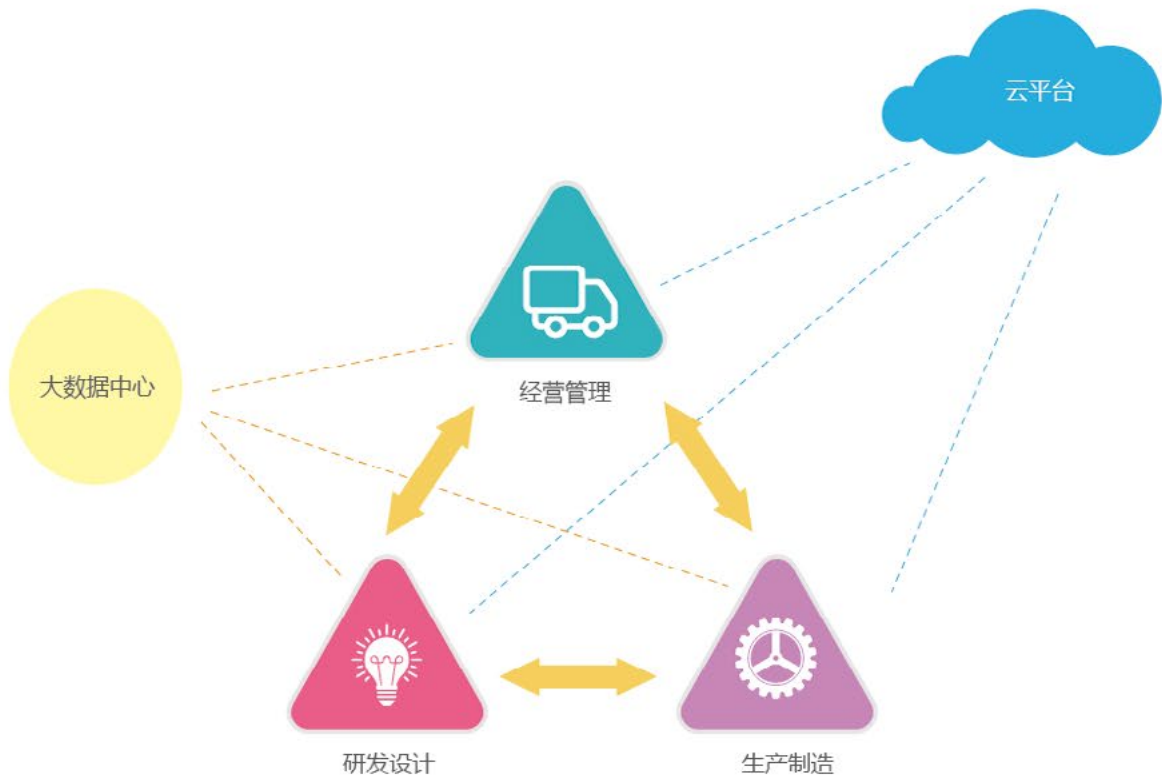 云平台
大数据中心
经营管理
研发设计
生产制造